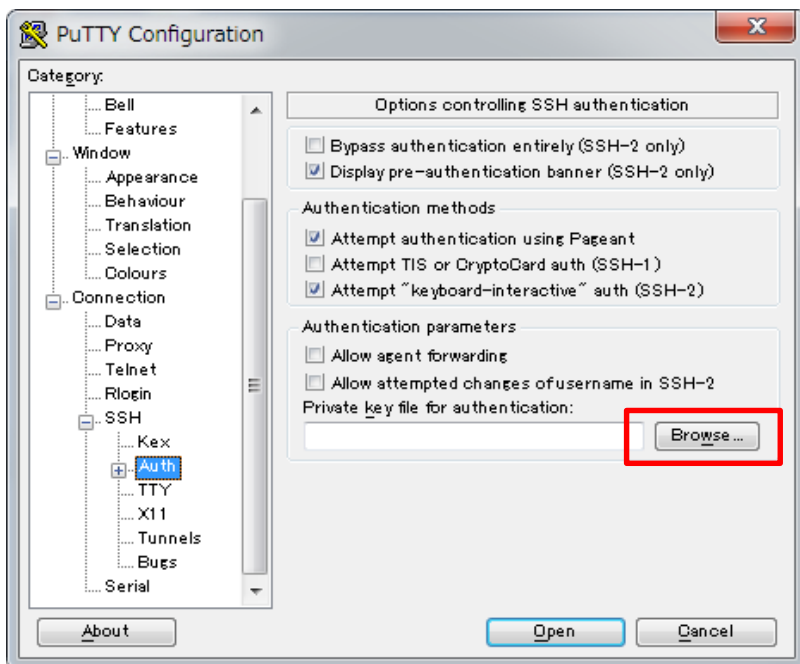 PuTTY Configuration
Category:
Bell
Features
Window
Appearance
Behaviour
Translation
Selection
Colours
Connection
Data
Proxy
Telnet
Rlogin
SSH
Kex
Auth
TTY
X11
Tunnels
Bugs
Serial
Options controlling SSH authentication
Bypass authentication entirely (SSH-2 only)
Display pre-authentication banner (SSH-2 only)
Authentication methods
Attempt authentication using Pageant
Attempt TIS or CryptoCard auth (SSH-1)
Attempt "keyboard-interactive" auth (SSH-2)
Authentication parameters
Allow agent forwarding
Allow attempted changes of username in SSH-2
Private key file for authentication:
Browse...
About
Open
Cancel